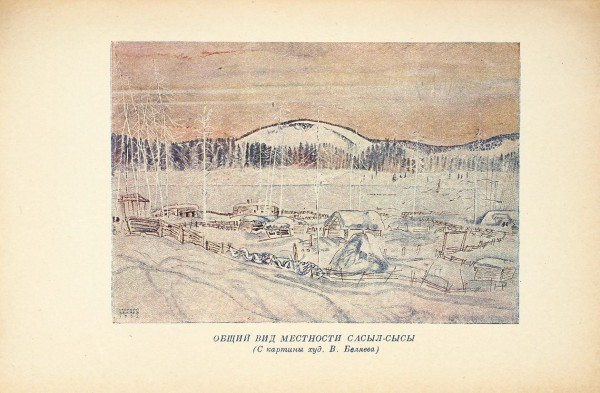 ОБЩИЙ ВИД МЕСТНОСТИ САСЫЛ-СЫСЫ
(С картины худ. В. Беляева)